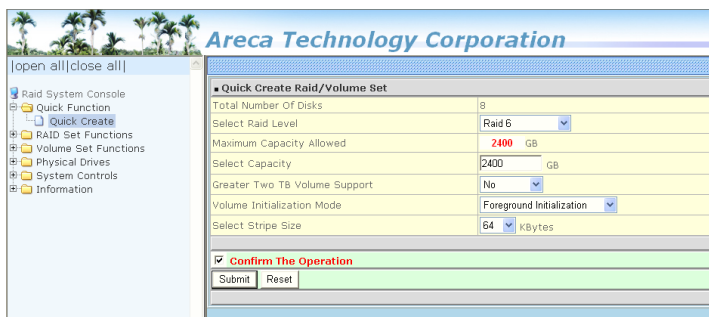 Areca Technology Corporation
|open all|close all|
Raid System Console
Quick Function
Quick Create
RAID Set Functions
Volume Set Functions
Physical Drives
System Controls
Information
Quick Create Raid/Volume Set
Total Number Of Disks 8
Select Raid Level Raid 6
Maximum Capacity Allowed 2400 GB
Select Capacity 2400 GB
Greater Two TB Volume Support No
Volume Initialization Mode Foreground Initialization
Select Stripe Size 64 KBytes
Confirm The Operation
Submit Reset